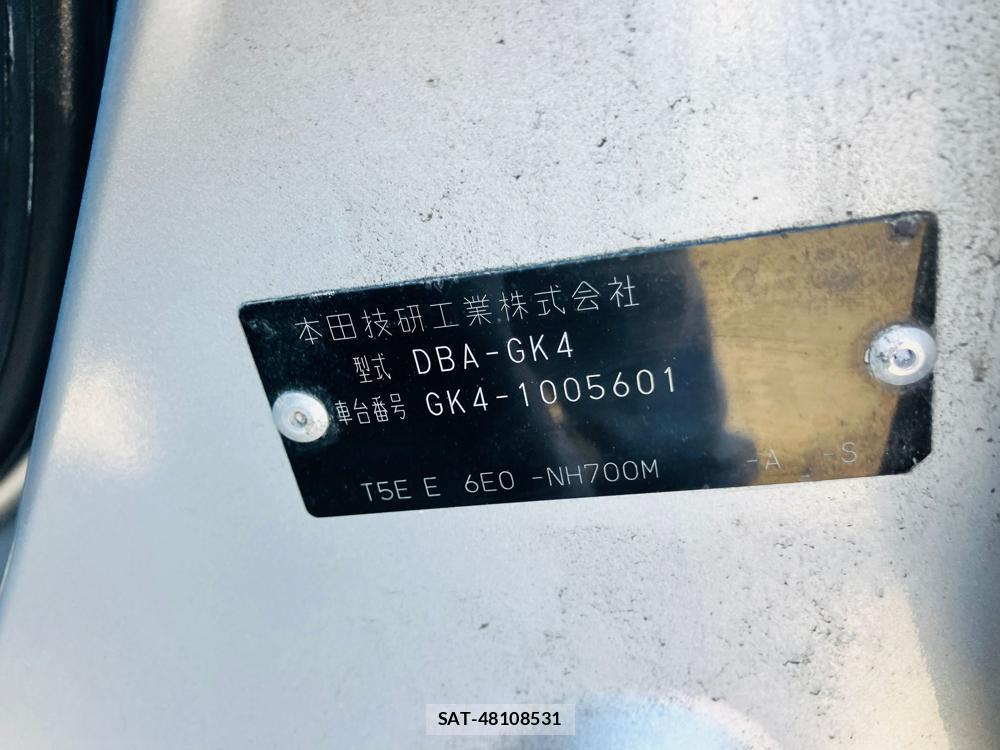 本田技研工業株式会社
型式 DBA-GK4
車台番号 GK4-1005601
T5E E 6E0 -NH700M -A -S
SAT-48108531